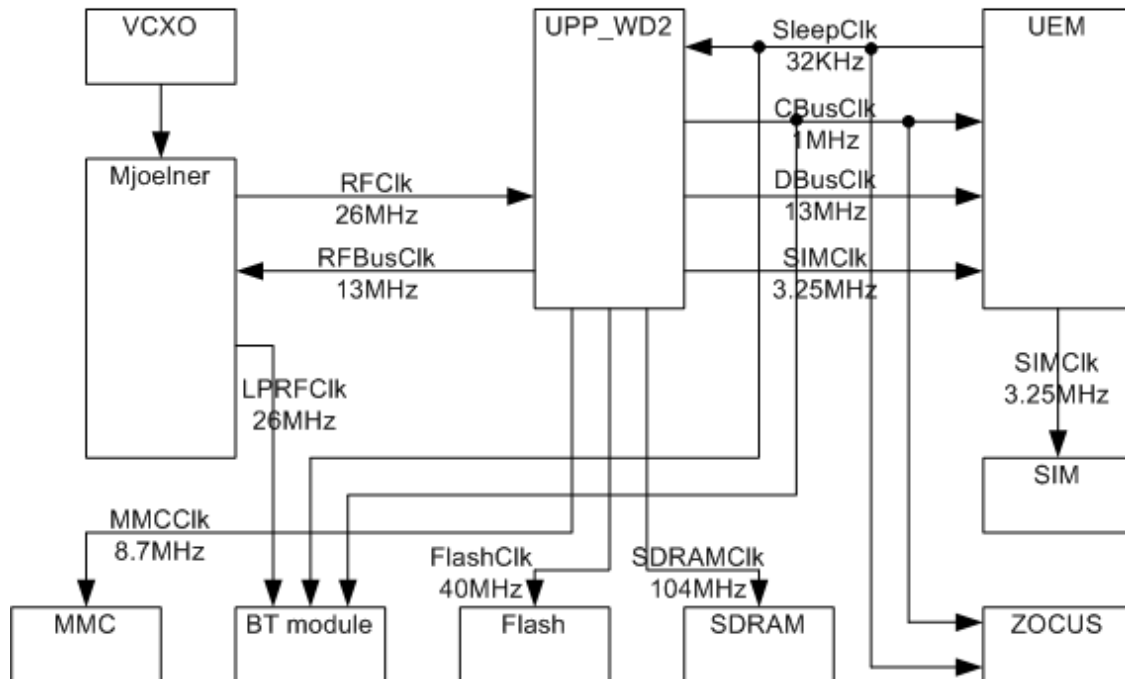 VCXO
UPP_WD2
SleepClk
32KHz
UEM
CBusClk
1MHz
Mjoelner
RFClk
26MHz
DBusClk
13MHz
RFBusClk
13MHz
SIMClk
3.25MHz
LPRFClk
26MHz
SIMClk
3.25MHz
SIM
MMCClk
8.7MHz
FlashClk
40MHz
SDRAMClk
104MHz
MMC
BT module
Flash
SDRAM
ZOCUS